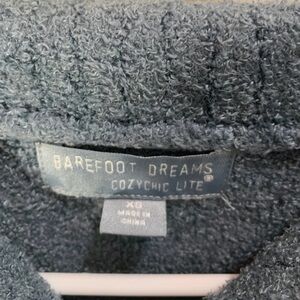 BAREFOOT DREAMS®
COZYCHIC LITE
XS
MADE IN
CHINA